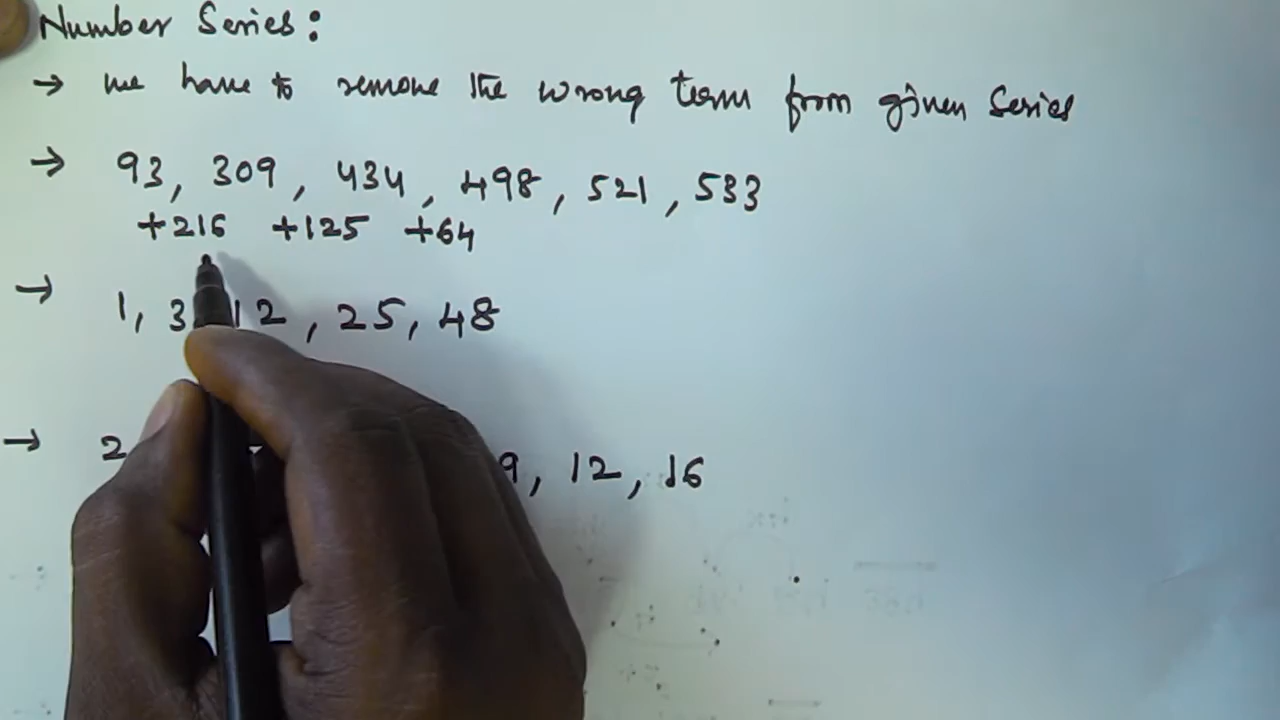 Number Series:
→ we have to remove the wrong term from given series
→ 93, 309, 434, 498, 521, 533
+216 +125 +64
→ 1, 3 12, 25, 48
→ 2 9, 12, 16